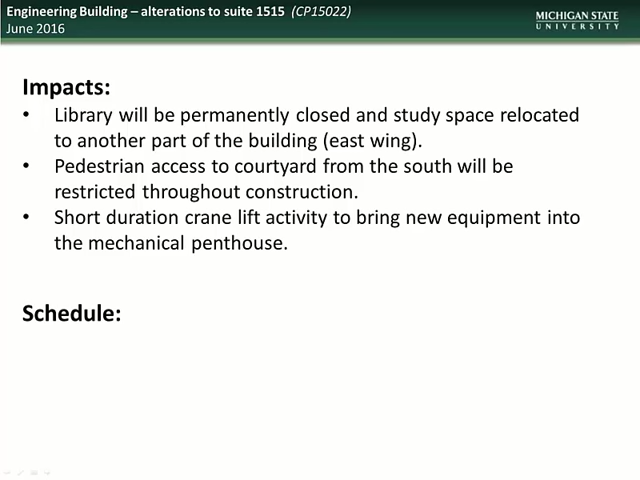 Engineering Building – alterations to suite 1515 (CP15022)
June 2016
MICHIGAN STATE
UNIVERSITY
Impacts:
• Library will be permanently closed and study space relocated
to another part of the building (east wing).
• Pedestrian access to courtyard from the south will be
restricted throughout construction.
• Short duration crane lift activity to bring new equipment into
the mechanical penthouse.
Schedule: